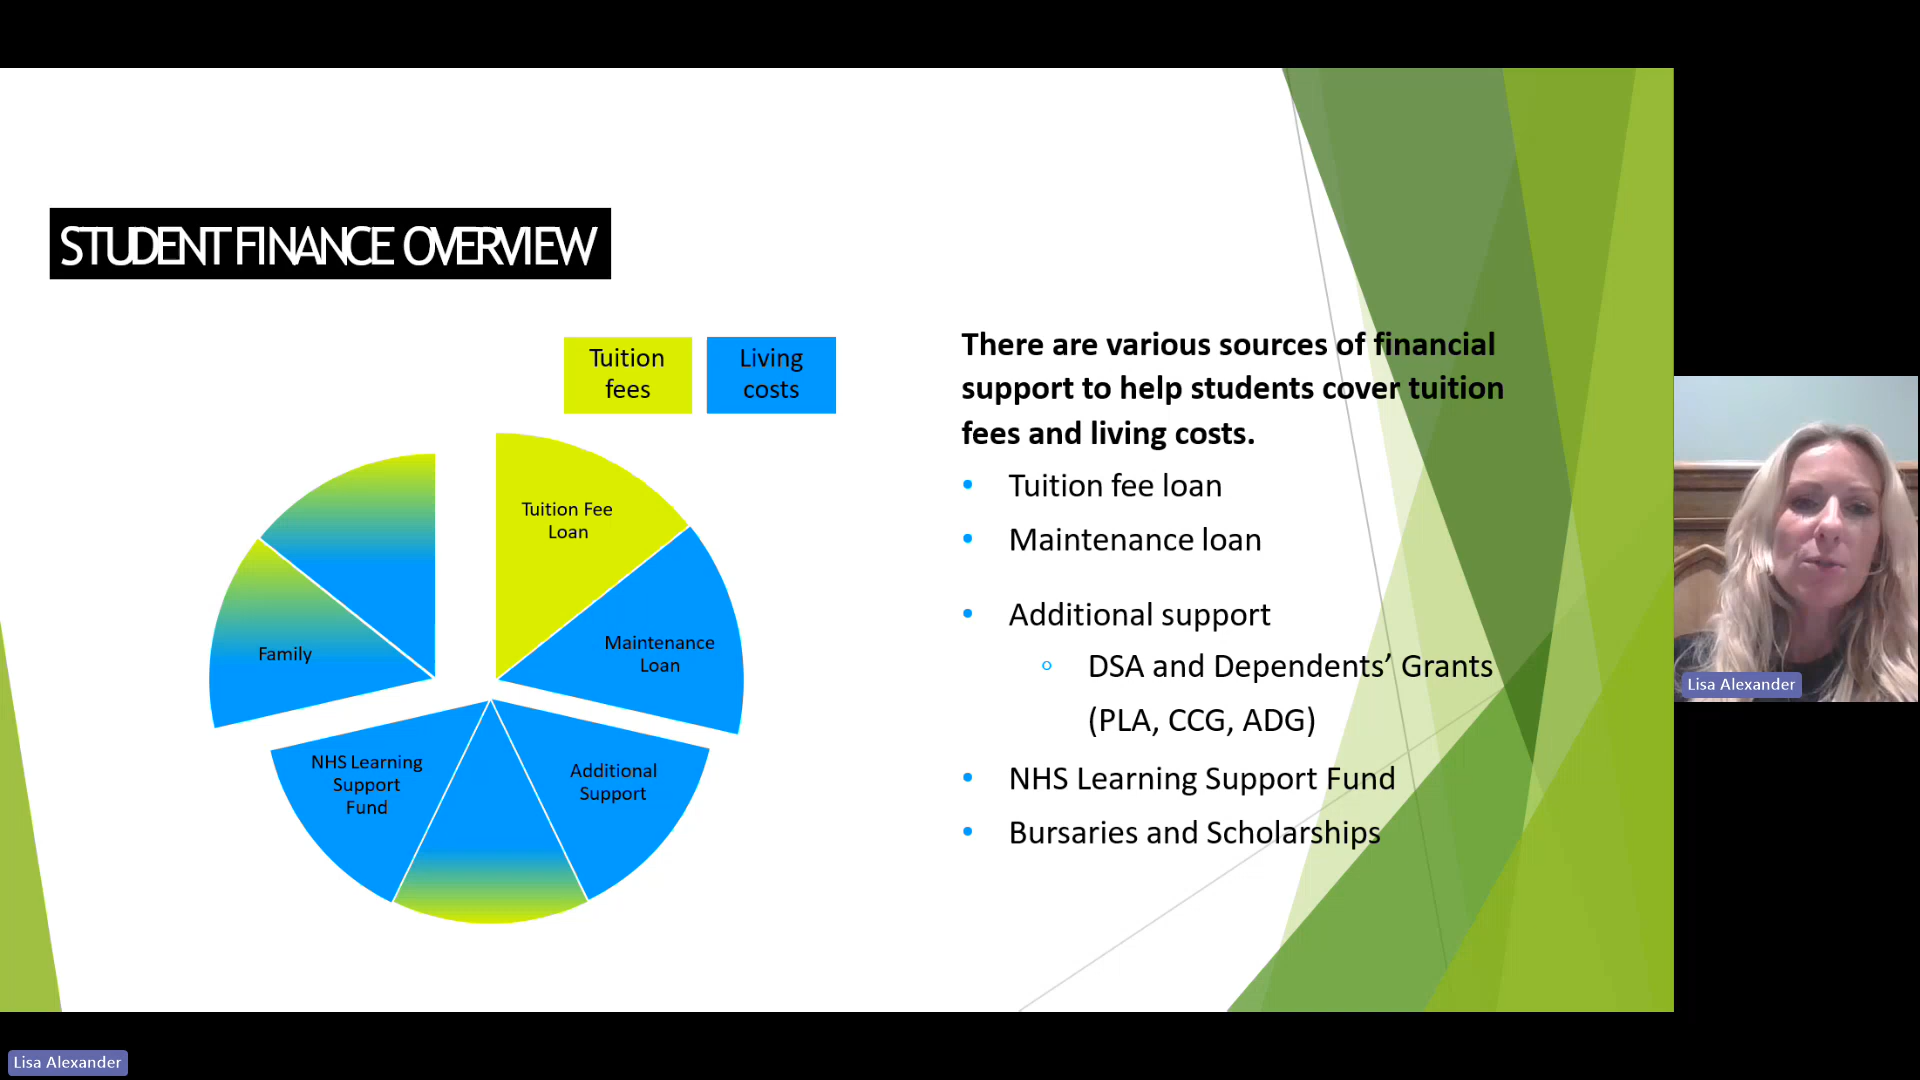 STUDENT FINANCE OVERVIEW
Tuition
fees
Living
costs
Tuition Fee
Loan
Maintenance
Loan
Additional
Support
NHS Learning
Support
Fund
Family
There are various sources of financial
support to help students cover tuition
fees and living costs.
• Tuition fee loan
• Maintenance loan
• Additional support
○ DSA and Dependents’ Grants
(PLA, CCG, ADG)
• NHS Learning Support Fund
• Bursaries and Scholarships
Lisa Alexander
Lisa Alexander